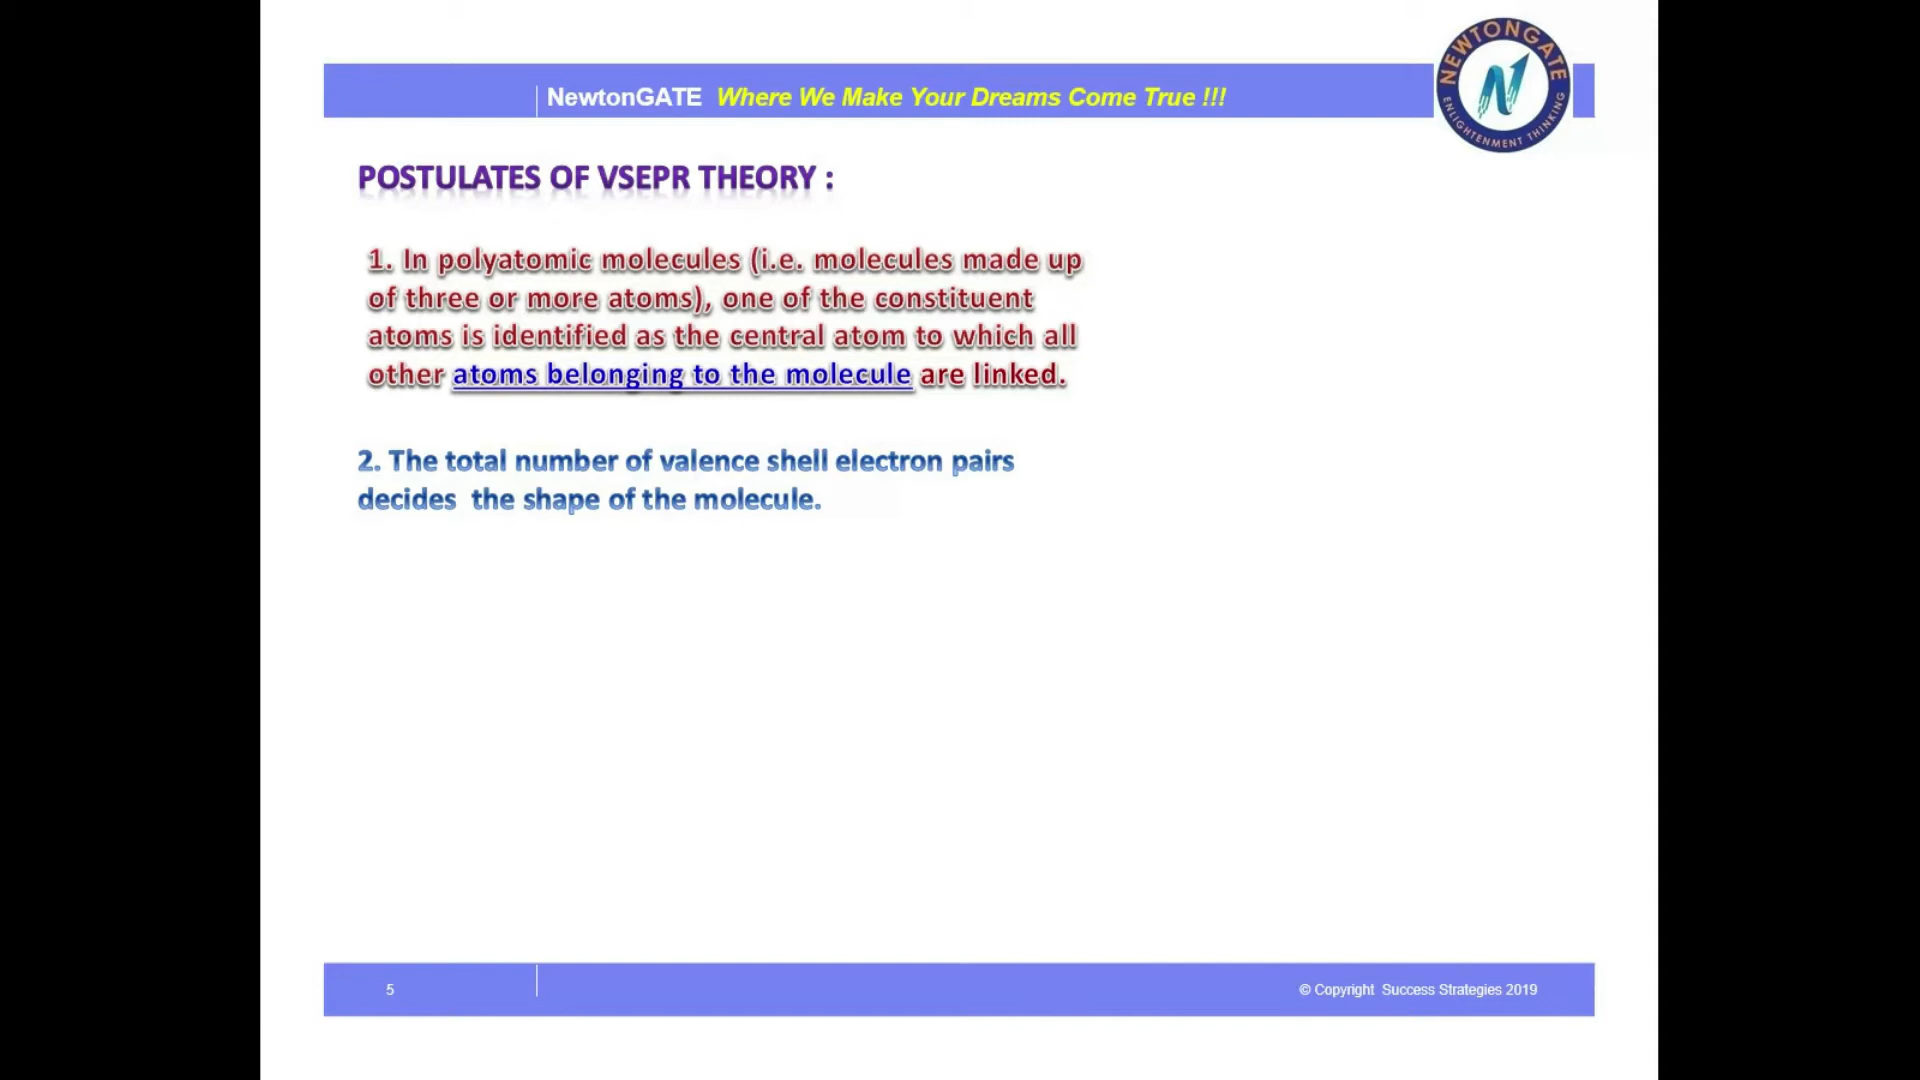 NewtonGATE Where We Make Your Dreams Come True !!!
NEWTONGATE
ENLIGHTENMENT THINKING
POSTULATES OF VSEPR THEORY :
1. In polyatomic molecules (i.e. molecules made up
of three or more atoms), one of the constituent
atoms is identified as the central atom to which all
other atoms belonging to the molecule are linked.
2. The total number of valence shell electron pairs
decides the shape of the molecule.
5
© Copyright Success Strategies 2019